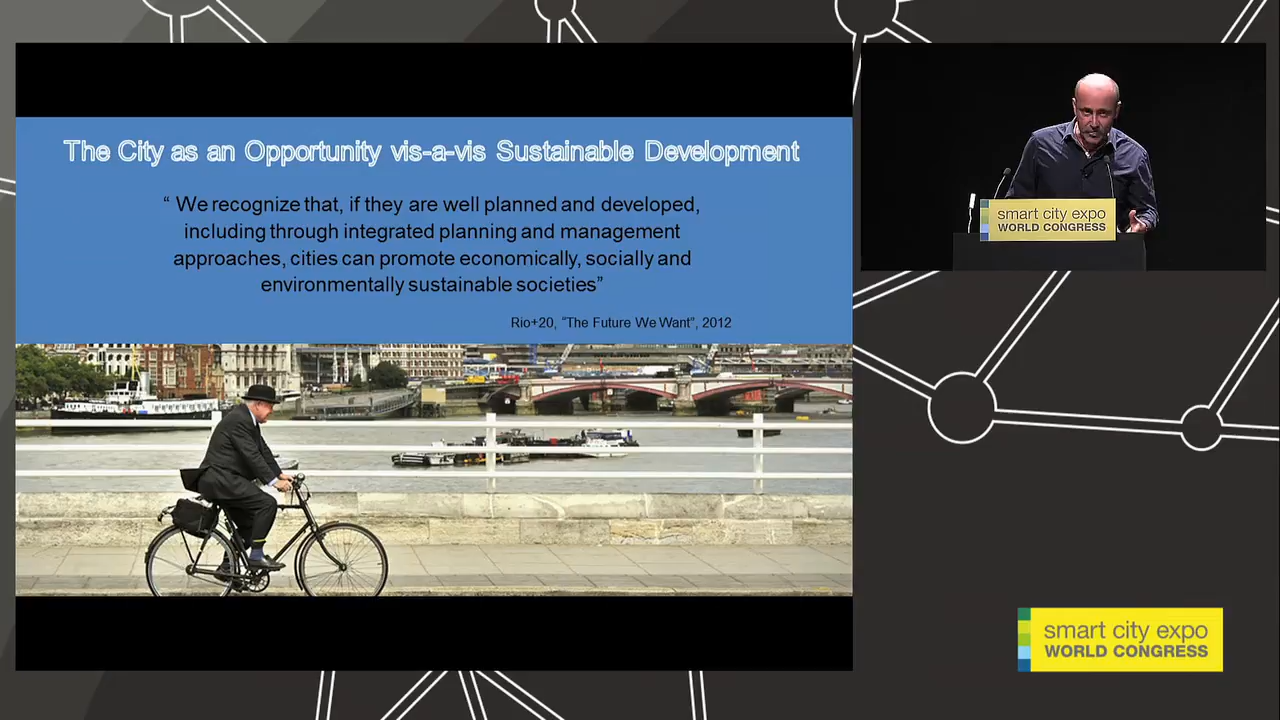 The City as an Opportunity vis-a-vis Sustainable Development
“ We recognize that, if they are well planned and developed,
including through integrated planning and management
approaches, cities can promote economically, socially and
environmentally sustainable societies”
Rio+20, “The Future We Want”, 2012
smart city expo
WORLD CONGRESS
smart city expo
WORLD CONGRESS